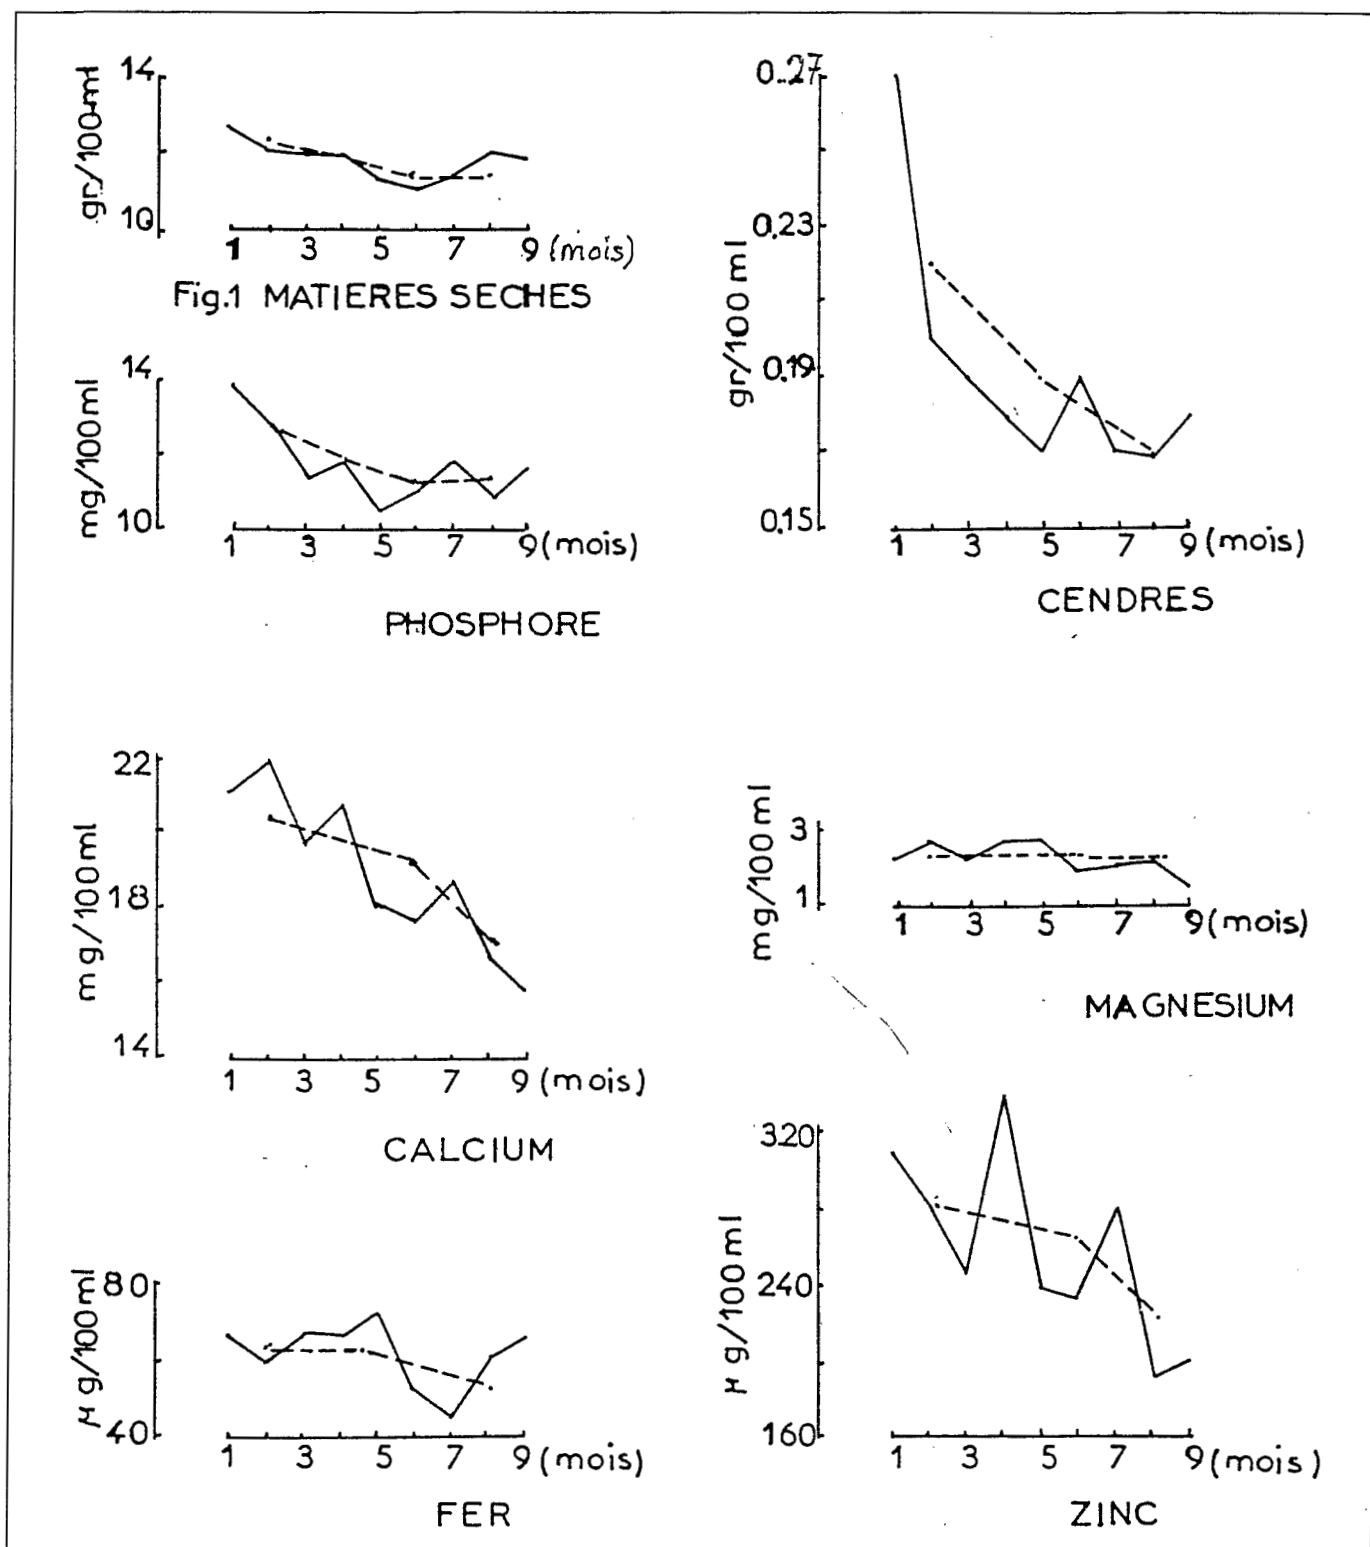 gr/100ml
14
10
1 3 5 7 9 (mois)
Fig.1 MATIERES SECHES
mg/100ml
14
10
1 3 5 7 9 (mois)
PHOSPHORE
gr/100 ml
0.27
0.23
0.19
0.15
1 3 5 7 9 (mois)
CENDRES
mg/100ml
22
18
14
1 3 5 7 9 (mois)
CALCIUM
mg/100ml
3
1
1 3 5 7 9 (mois)
MAGNESIUM
µg/100ml
80
40
1 3 5 7 9 (mois)
FER
µg/100ml
320
240
160
1 3 5 7 9 (mois)
ZINC